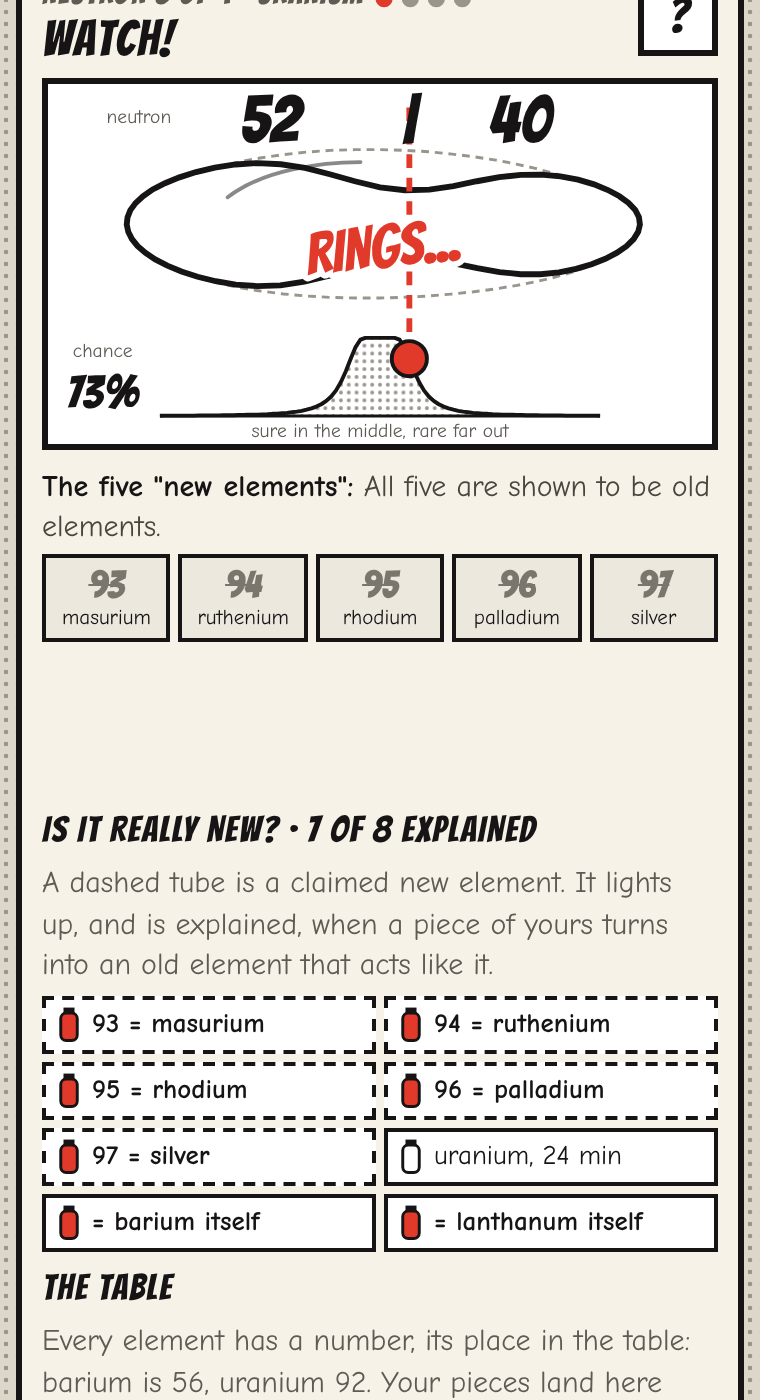 WATCH!
?
neutron
52 / 40
RINGS...
chance
73%
sure in the middle, rare far out
The five "new elements": All five are shown to be old
elements.
93 94 95 96 97
masurium ruthenium rhodium palladium silver
IS IT REALLY NEW? · 7 OF 8 EXPLAINED
A dashed tube is a claimed new element. It lights
up, and is explained, when a piece of yours turns
into an old element that acts like it.
93 = masurium
94 = ruthenium
95 = rhodium
96 = palladium
97 = silver
uranium, 24 min
= barium itself
= lanthanum itself
THE TABLE
Every element has a number, its place in the table:
barium is 56, uranium 92. Your pieces land here